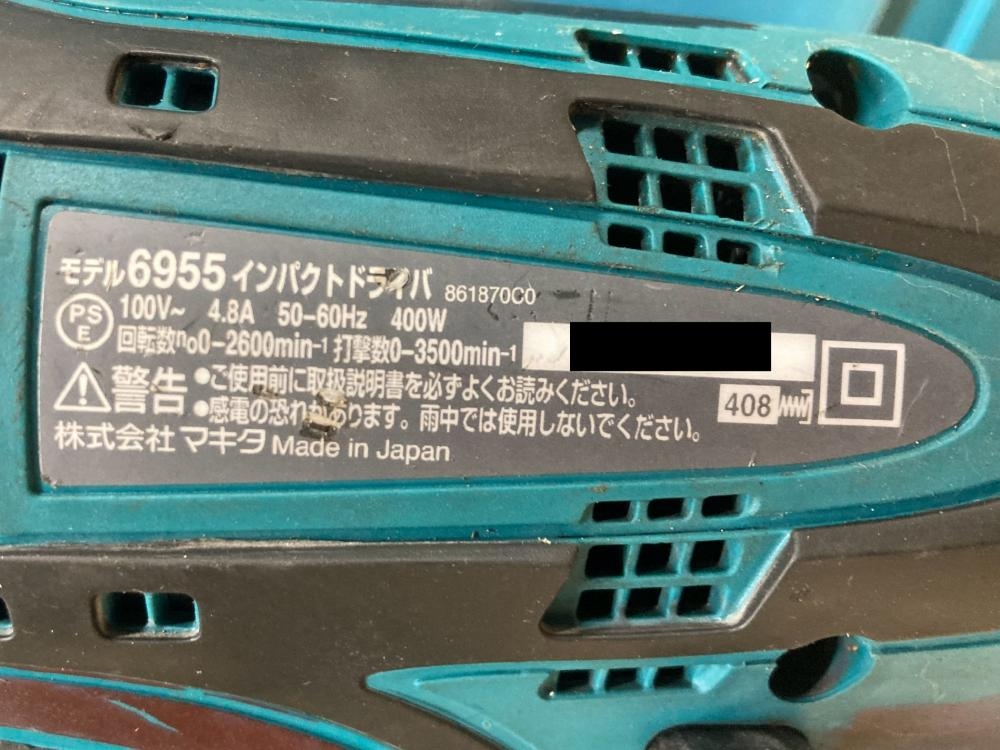 モデル6955インパクトドライバ 861870C0
PS E 100V~ 4.8A 50-60Hz 400W
回転数no0-2600min-1 打撃数0-3500min-1
警告 •ご使用前に取扱説明書を必ずよくお読みください。
•感電の恐れがあります。雨中では使用しないでください。
408
株式会社マキタ Made in Japan